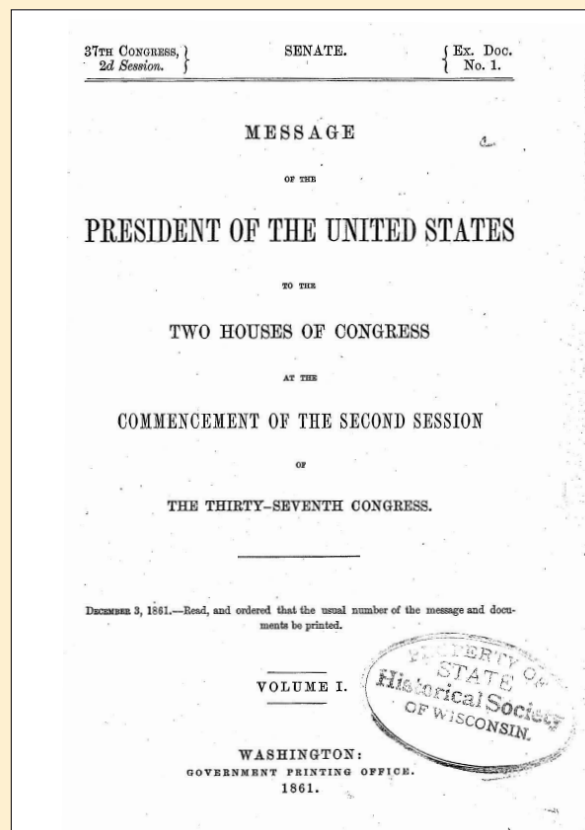 37TH CONGRESS, } SENATE. { Ex. Doc.
2d Session. } { No. 1.
MESSAGE
OF THE
PRESIDENT OF THE UNITED STATES
TO THE
TWO HOUSES OF CONGRESS
AT THE
COMMENCEMENT OF THE SECOND SESSION
OF
THE THIRTY-SEVENTH CONGRESS.
DECEMBER 3, 1861.—Read, and ordered that the usual number of the message and docu-
ments be printed.
VOLUME I.
PROPERTY OF
STATE
Historical Society
OF WISCONSIN.
WASHINGTON:
GOVERNMENT PRINTING OFFICE.
1861.